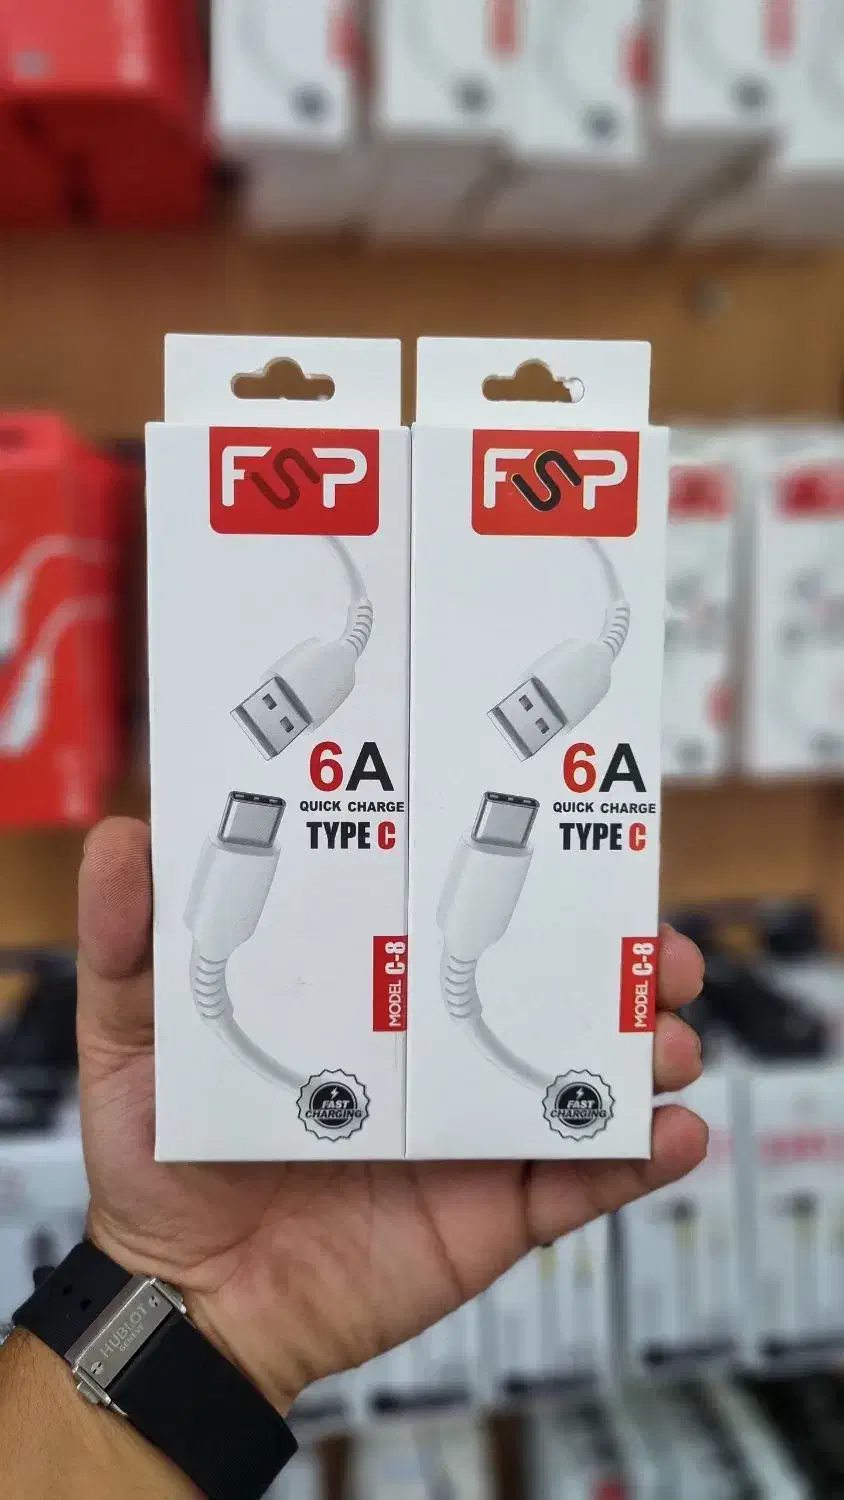 FSP
6A
QUICK CHARGE
TYPE C
MODEL C-8
FAST
CHARGING
FSP
6A
QUICK CHARGE
TYPE C
MODEL C-8
FAST
CHARGING
HUBLOT
GENEVE